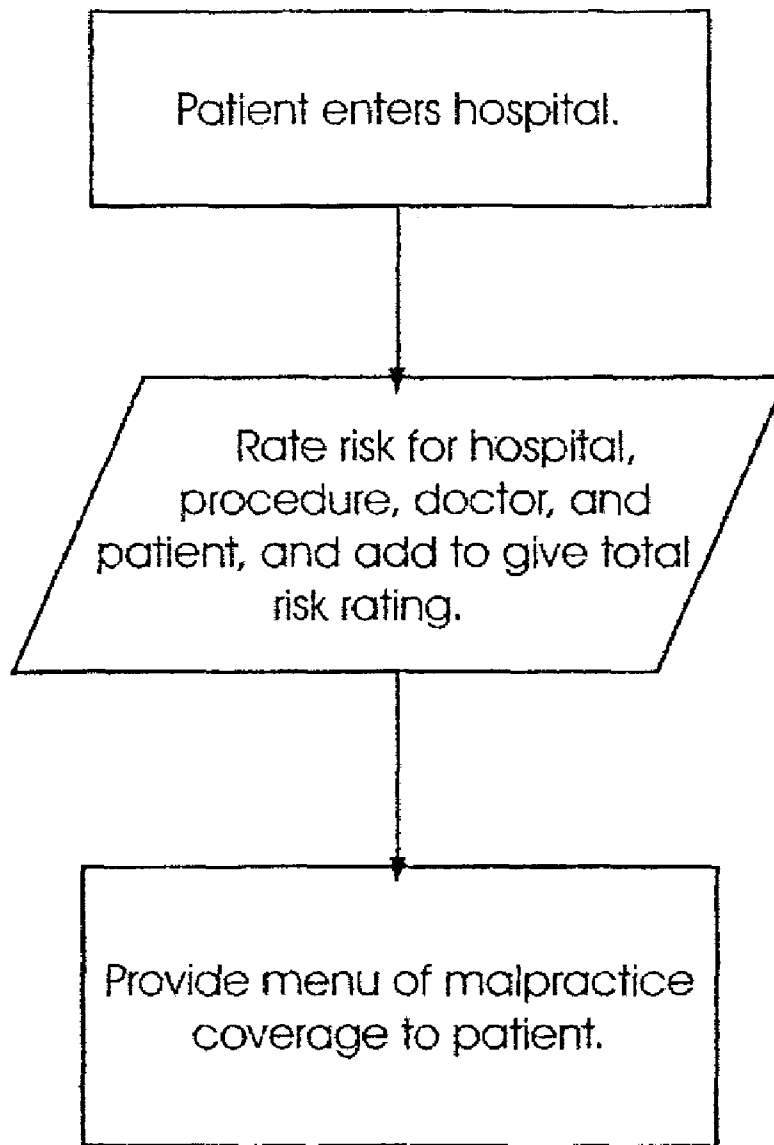 Patient enters hospital.
Rate risk for hospital,
procedure, doctor, and
patient, and add to give total
risk rating.
Provide menu of malpractice
coverage to patient.